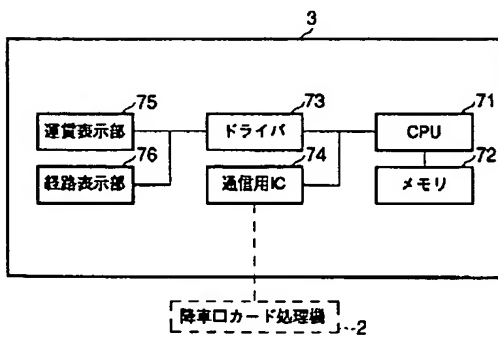 3
75 73 71
運賃表示部 ドライバ CPU
76 74 72
経路表示部 通信用IC メモリ
降車口カード処理機 2